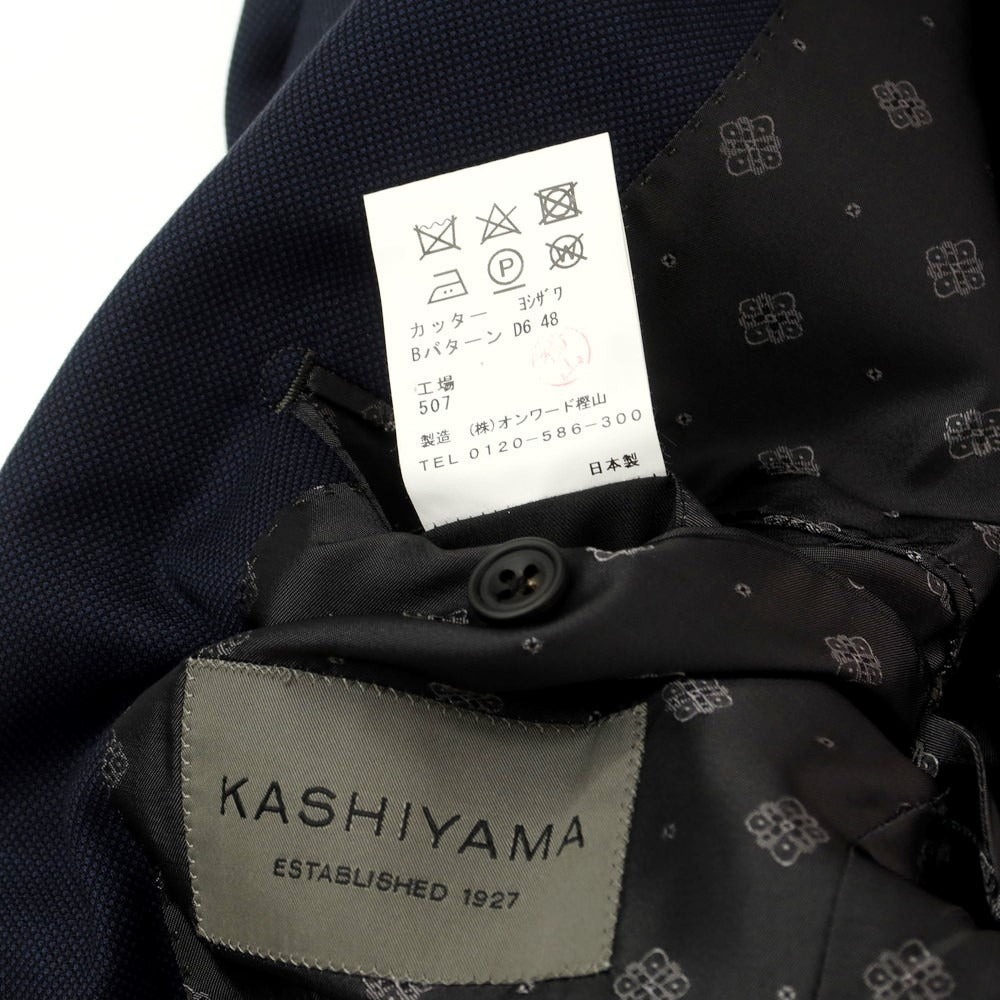 カッター ヨシザワ
Bパターン D6 48
工場
507
製造 (株)オンワード樫山
TEL 0120-586-300
日本製
KASHIYAMA
ESTABLISHED 1927